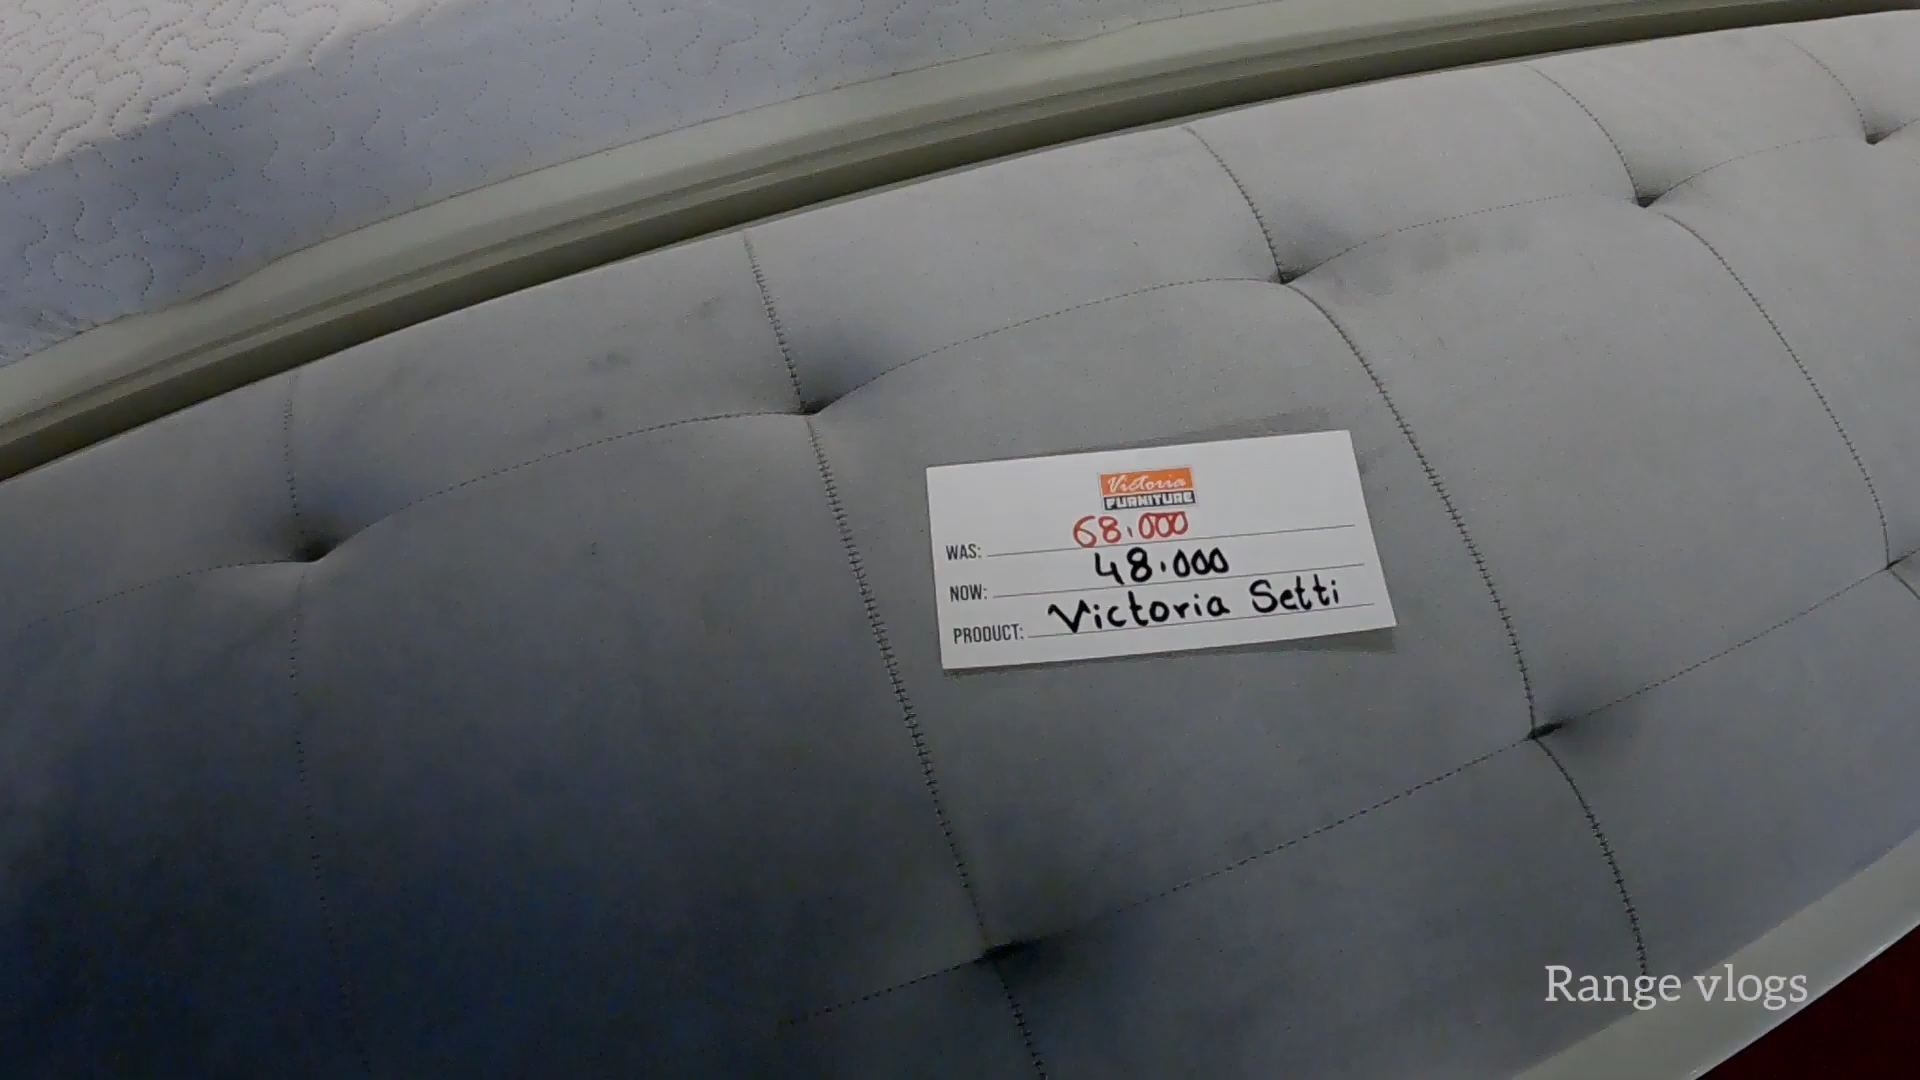 Victoria
FURNITURE
WAS: 68.000
NOW: 48.000
PRODUCT: Victoria Setti
Range vlogs